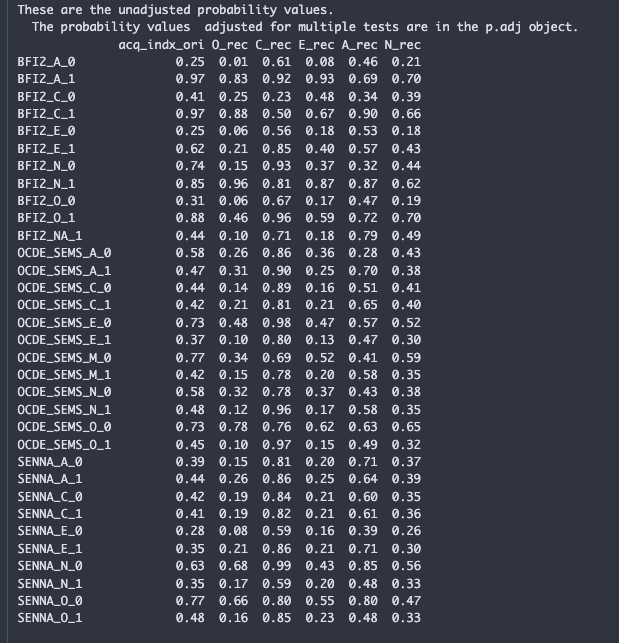 These are the unadjusted probability values.
The probability values  adjusted for multiple tests are in the p.adj object.
acq_indx_ori O_rec C_rec E_rec A_rec N_rec
BFI2_A_0 0.25 0.01 0.61 0.08 0.46 0.21
BFI2_A_1 0.97 0.83 0.92 0.93 0.69 0.70
BFI2_C_0 0.41 0.25 0.23 0.48 0.34 0.39
BFI2_C_1 0.97 0.88 0.50 0.67 0.90 0.66
BFI2_E_0 0.25 0.06 0.56 0.18 0.53 0.18
BFI2_E_1 0.62 0.21 0.85 0.40 0.57 0.43
BFI2_N_0 0.74 0.15 0.93 0.37 0.32 0.44
BFI2_N_1 0.85 0.96 0.81 0.87 0.87 0.62
BFI2_O_0 0.31 0.06 0.67 0.17 0.47 0.19
BFI2_O_1 0.88 0.46 0.96 0.59 0.72 0.70
BFI2_NA_1 0.44 0.10 0.71 0.18 0.79 0.49
OCDE_SEMS_A_0 0.58 0.26 0.86 0.36 0.28 0.43
OCDE_SEMS_A_1 0.47 0.31 0.90 0.25 0.70 0.38
OCDE_SEMS_C_0 0.44 0.14 0.89 0.16 0.51 0.41
OCDE_SEMS_C_1 0.42 0.21 0.81 0.21 0.65 0.40
OCDE_SEMS_E_0 0.73 0.48 0.98 0.47 0.57 0.52
OCDE_SEMS_E_1 0.37 0.10 0.80 0.13 0.47 0.30
OCDE_SEMS_M_0 0.77 0.34 0.69 0.52 0.41 0.59
OCDE_SEMS_M_1 0.42 0.15 0.78 0.20 0.58 0.35
OCDE_SEMS_N_0 0.58 0.32 0.78 0.37 0.43 0.38
OCDE_SEMS_N_1 0.48 0.12 0.96 0.17 0.58 0.35
OCDE_SEMS_O_0 0.73 0.78 0.76 0.62 0.63 0.65
OCDE_SEMS_O_1 0.45 0.10 0.97 0.15 0.49 0.32
SENNA_A_0 0.39 0.15 0.81 0.20 0.71 0.37
SENNA_A_1 0.44 0.26 0.86 0.25 0.64 0.39
SENNA_C_0 0.42 0.19 0.84 0.21 0.60 0.35
SENNA_C_1 0.41 0.19 0.82 0.21 0.61 0.36
SENNA_E_0 0.28 0.08 0.59 0.16 0.39 0.26
SENNA_E_1 0.35 0.21 0.86 0.21 0.71 0.30
SENNA_N_0 0.63 0.68 0.99 0.43 0.85 0.56
SENNA_N_1 0.35 0.17 0.59 0.20 0.48 0.33
SENNA_O_0 0.77 0.66 0.80 0.55 0.80 0.47
SENNA_O_1 0.48 0.16 0.85 0.23 0.48 0.33